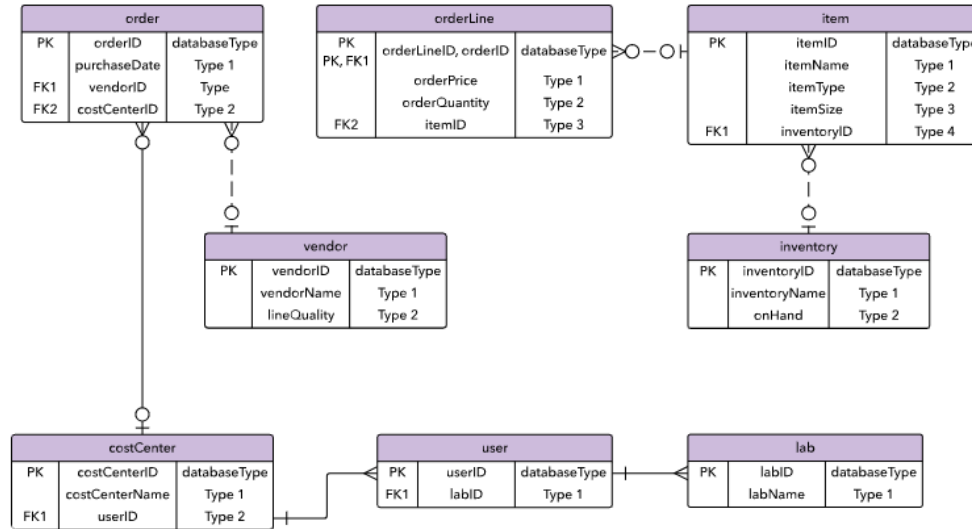 order
PK orderID databaseType
purchaseDate Type 1
FK1 vendorID Type
FK2 costCenterID Type 2
orderLine
PK
PK, FK1 orderLineID, orderID databaseType
orderPrice Type 1
orderQuantity Type 2
FK2 itemID Type 3
item
PK itemID databaseType
itemName Type 1
itemType Type 2
itemSize Type 3
FK1 inventoryID Type 4
vendor
PK vendorID databaseType
vendorName Type 1
lineQuality Type 2
inventory
PK inventoryID databaseType
inventoryName Type 1
onHand Type 2
costCenter
PK costCenterID databaseType
costCenterName Type 1
FK1 userID Type 2
user
PK userID databaseType
FK1 labID Type 1
lab
PK labID databaseType
labName Type 1